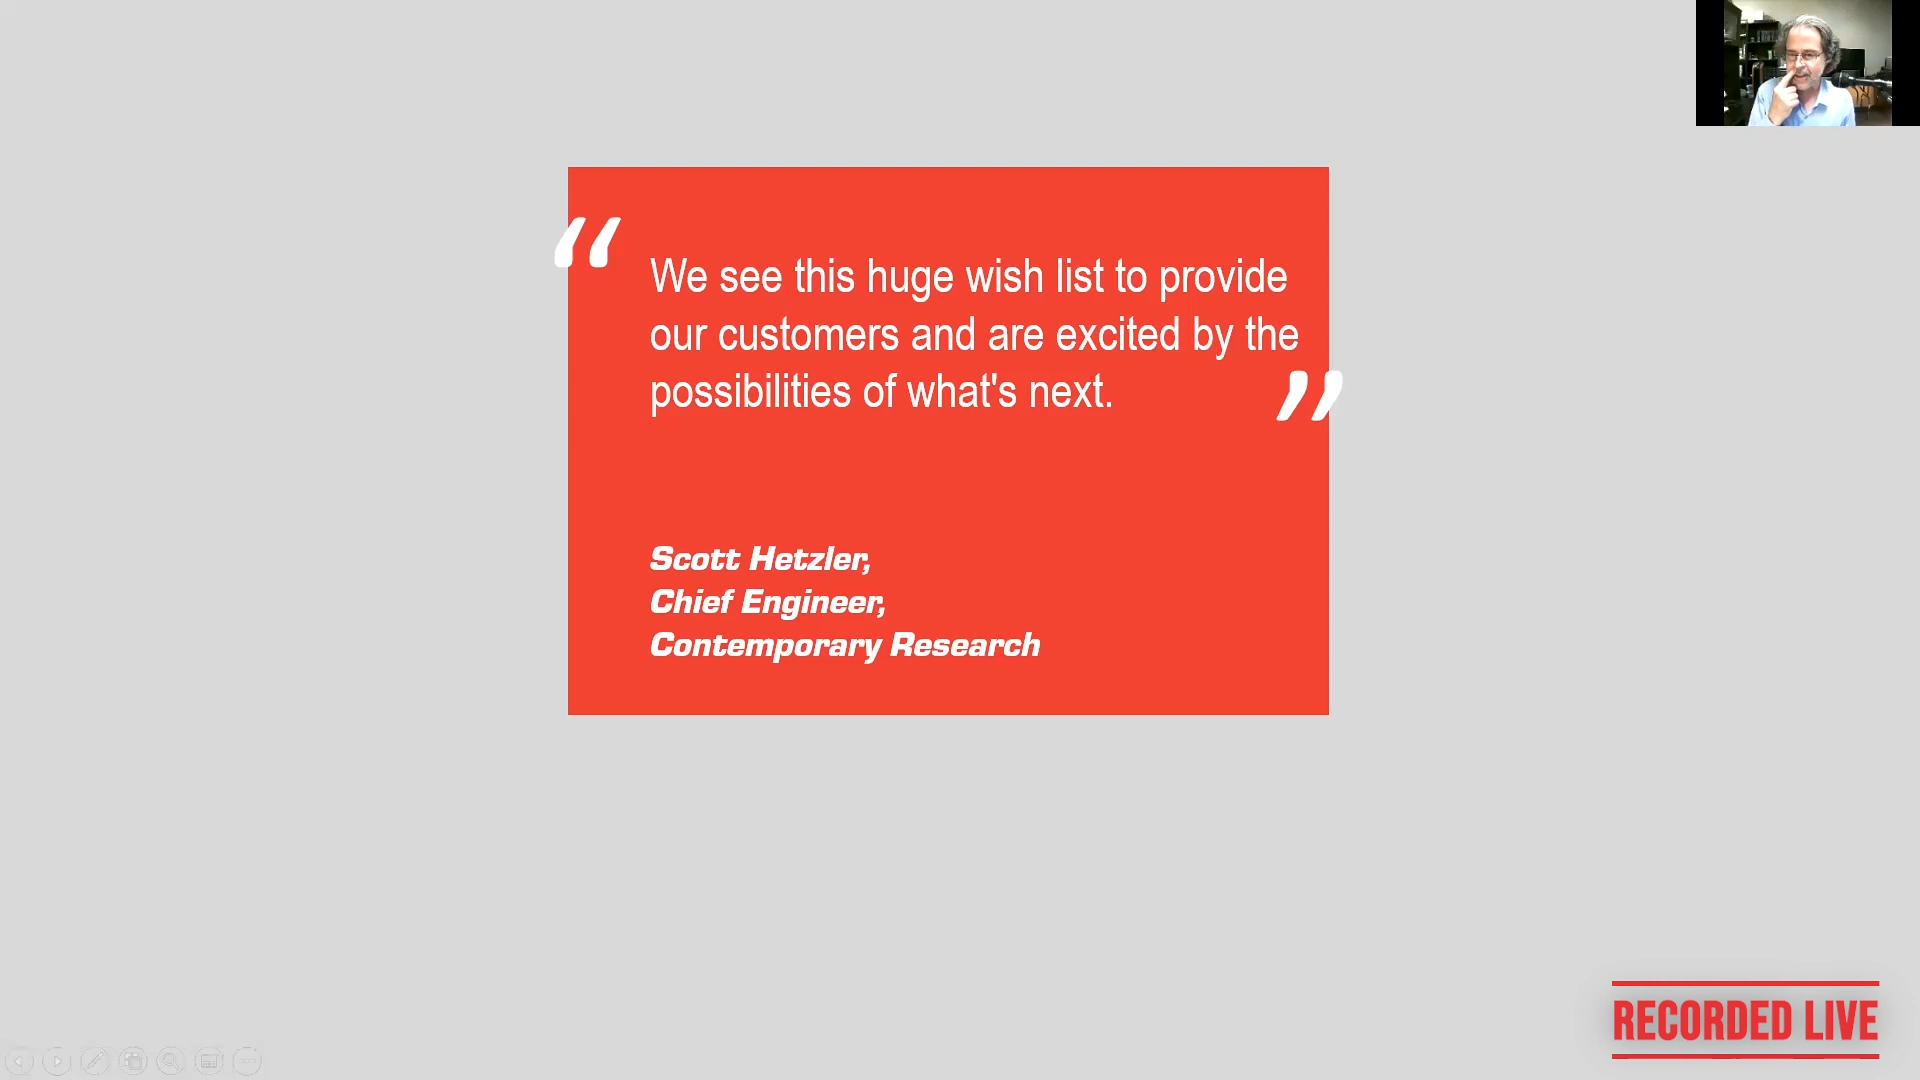 “
We see this huge wish list to provide
our customers and are excited by the
possibilities of what's next.
”
Scott Hetzler,
Chief Engineer,
Contemporary Research
RECORDED LIVE